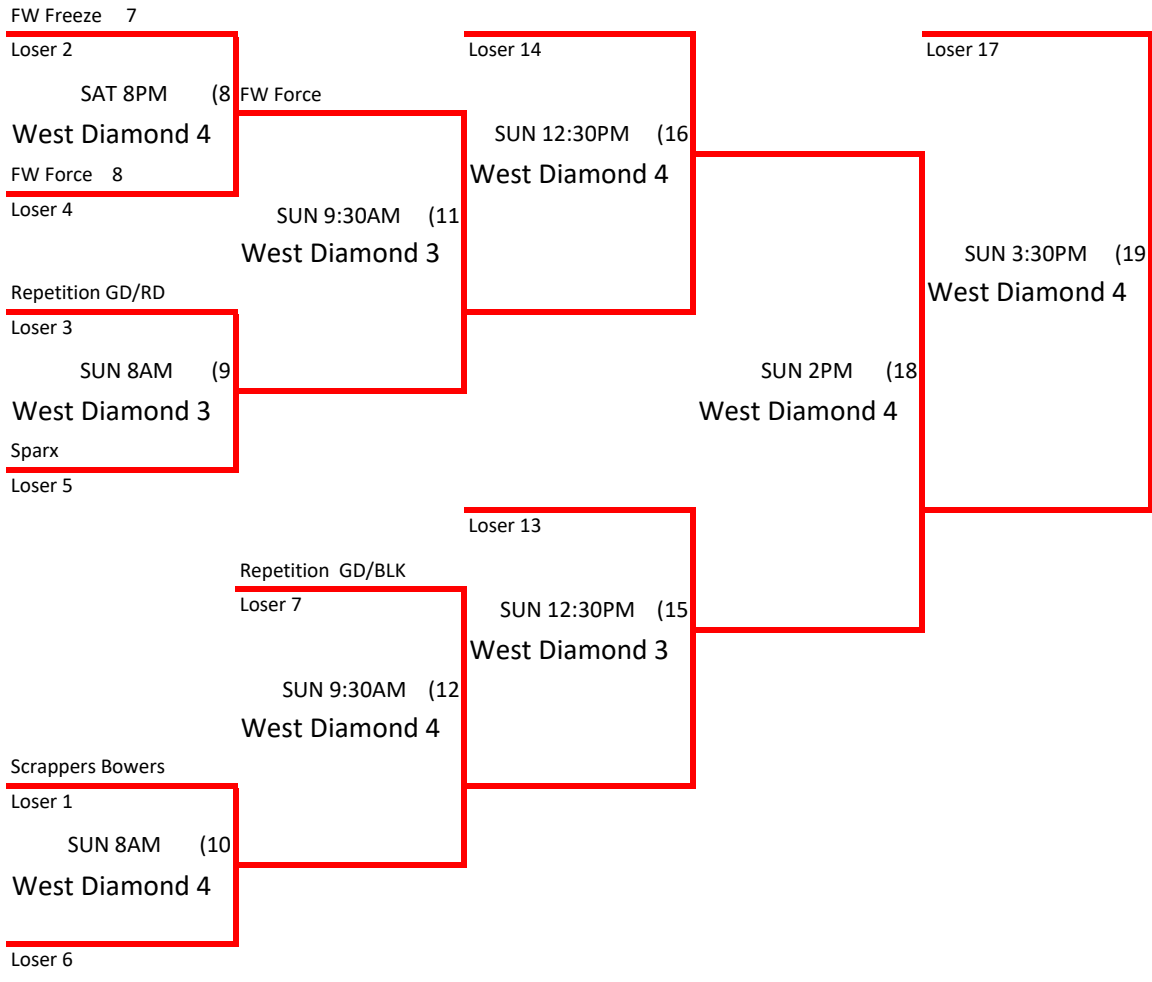 FW Freeze 7
Loser 2
Loser 14
Loser 17
SAT 8PM (8
FW Force
West Diamond 4
SUN 12:30PM (16
West Diamond 4
FW Force 8
Loser 4
SUN 9:30AM (11
West Diamond 3
SUN 3:30PM (19
West Diamond 4
Repetition GD/RD
Loser 3
SUN 8AM (9
West Diamond 3
SUN 2PM (18
West Diamond 4
Sparx
Loser 5
Loser 13
Repetition GD/BLK
Loser 7
SUN 12:30PM (15
West Diamond 3
SUN 9:30AM (12
West Diamond 4
Scrappers Bowers
Loser 1
SUN 8AM (10
West Diamond 4
Loser 6